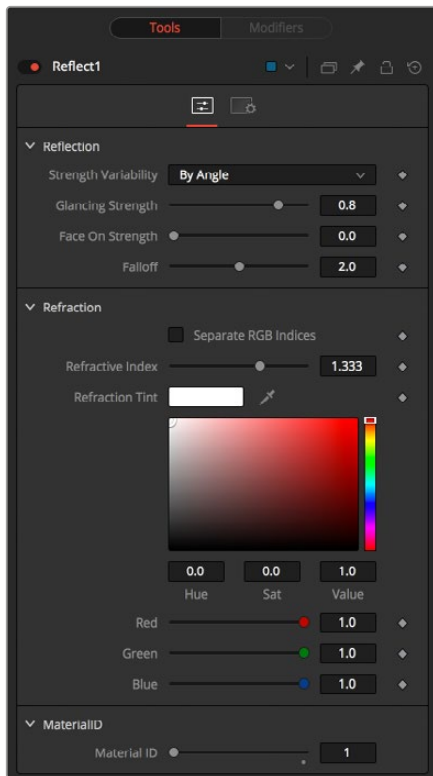 Tools Modifiers
Reflect1
Reflection
Strength Variability By Angle
Glancing Strength 0.8
Face On Strength 0.0
Falloff 2.0
Refraction
Separate RGB Indices
Refractive Index 1.333
Refraction Tint
0.0 0.0 1.0
Hue Sat Value
Red 1.0
Green 1.0
Blue 1.0
MaterialID
Material ID 1